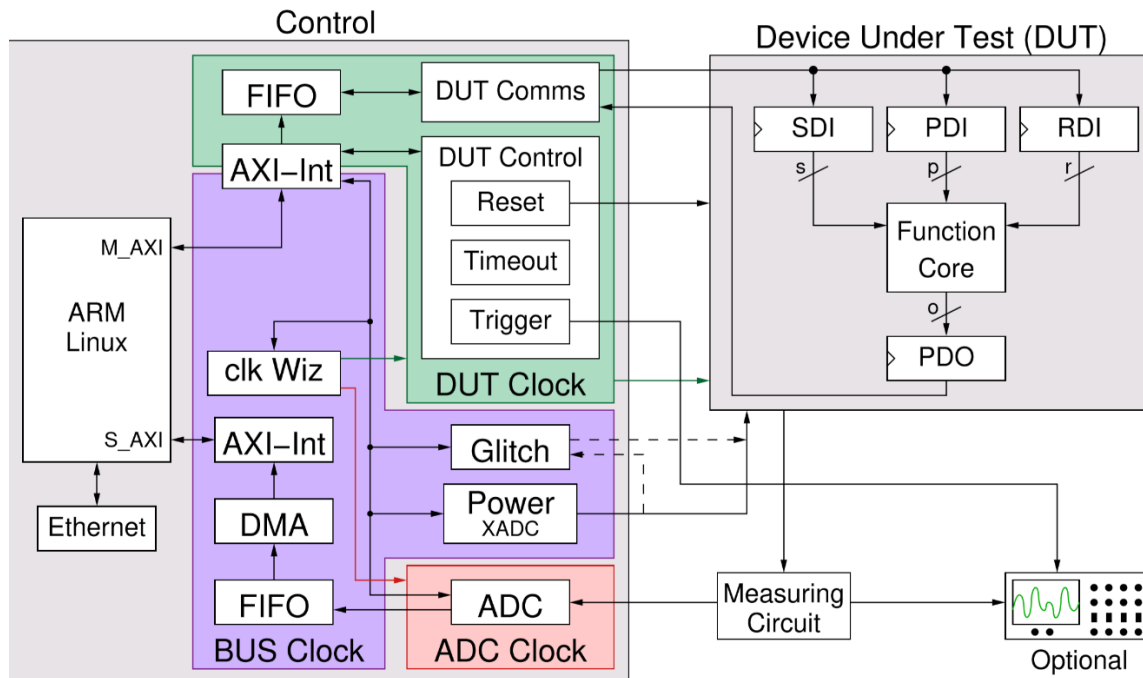 Control
Device Under Test (DUT)
FIFO
DUT Comms
SDI
PDI
RDI
AXI–Int
DUT Control
s
p
r
Reset
Function
Core
M_AXI
Timeout
ARM
Linux
o
Trigger
PDO
clk Wiz
DUT Clock
S_AXI
AXI–Int
Glitch
Ethernet
DMA
Power
XADC
FIFO
ADC
Measuring
Circuit
BUS Clock
ADC Clock
Optional